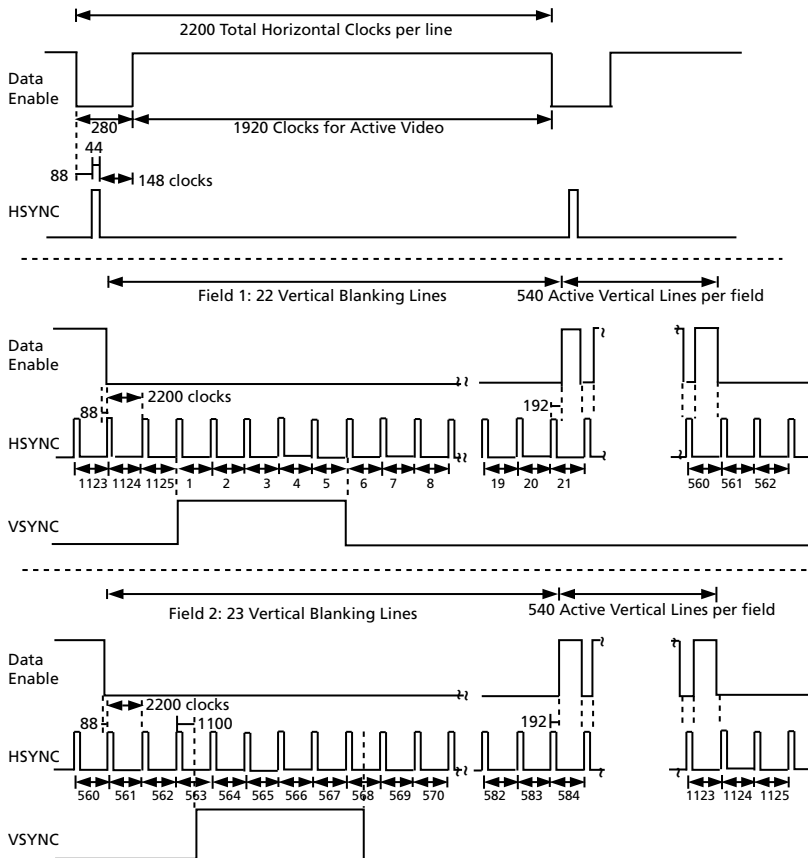 2200 Total Horizontal Clocks per line
Data
Enable
280
1920 Clocks for Active Video
44
88
148 clocks
HSYNC
Field 1: 22 Vertical Blanking Lines
540 Active Vertical Lines per field
Data
Enable
2200 clocks
88
192
HSYNC
1123 1124 1125 1 2 3 4 5 6 7 8 19 20 21 560 561 562
VSYNC
Field 2: 23 Vertical Blanking Lines
540 Active Vertical Lines per field
Data
Enable
2200 clocks
88
1100
192
HSYNC
560 561 562 563 564 565 566 567 568 569 570 582 583 584 1123 1124 1125
VSYNC